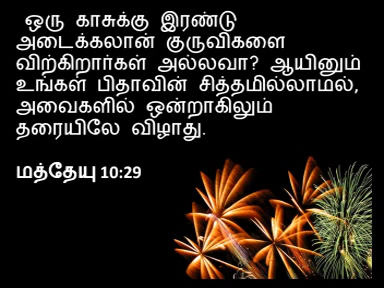 ஒரு காசுக்கு இரண்டு
அடைக்கலான் குருவிகளை
விற்கிறார்கள் அல்லவா? ஆயினும்
உங்கள் பிதாவின் சித்தமில்லாமல்,
அவைகளில் ஒன்றாகிலும்
தரையிலே விழாது.
மத்தேயு 10:29